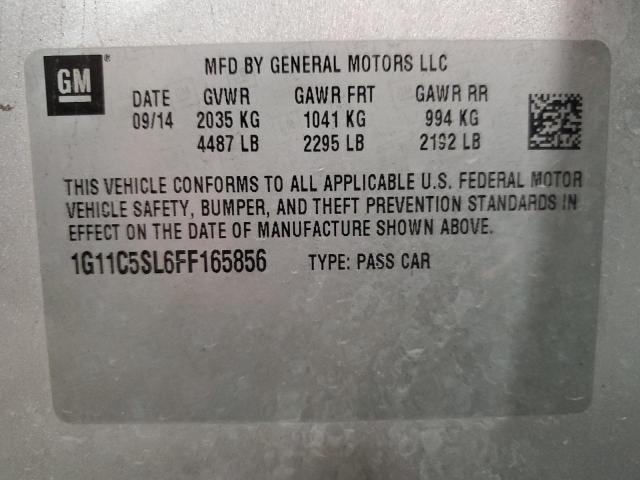 GM ®
MFD BY GENERAL MOTORS LLC
DATE GVWR GAWR FRT GAWR RR
09/14 2035 KG 1041 KG 994 KG
4487 LB 2295 LB 2192 LB
THIS VEHICLE CONFORMS TO ALL APPLICABLE U.S. FEDERAL MOTOR
VEHICLE SAFETY, BUMPER, AND THEFT PREVENTION STANDARDS IN
EFFECT ON THE DATE OF MANUFACTURE SHOWN ABOVE.
1G11C5SL6FF165856 TYPE: PASS CAR